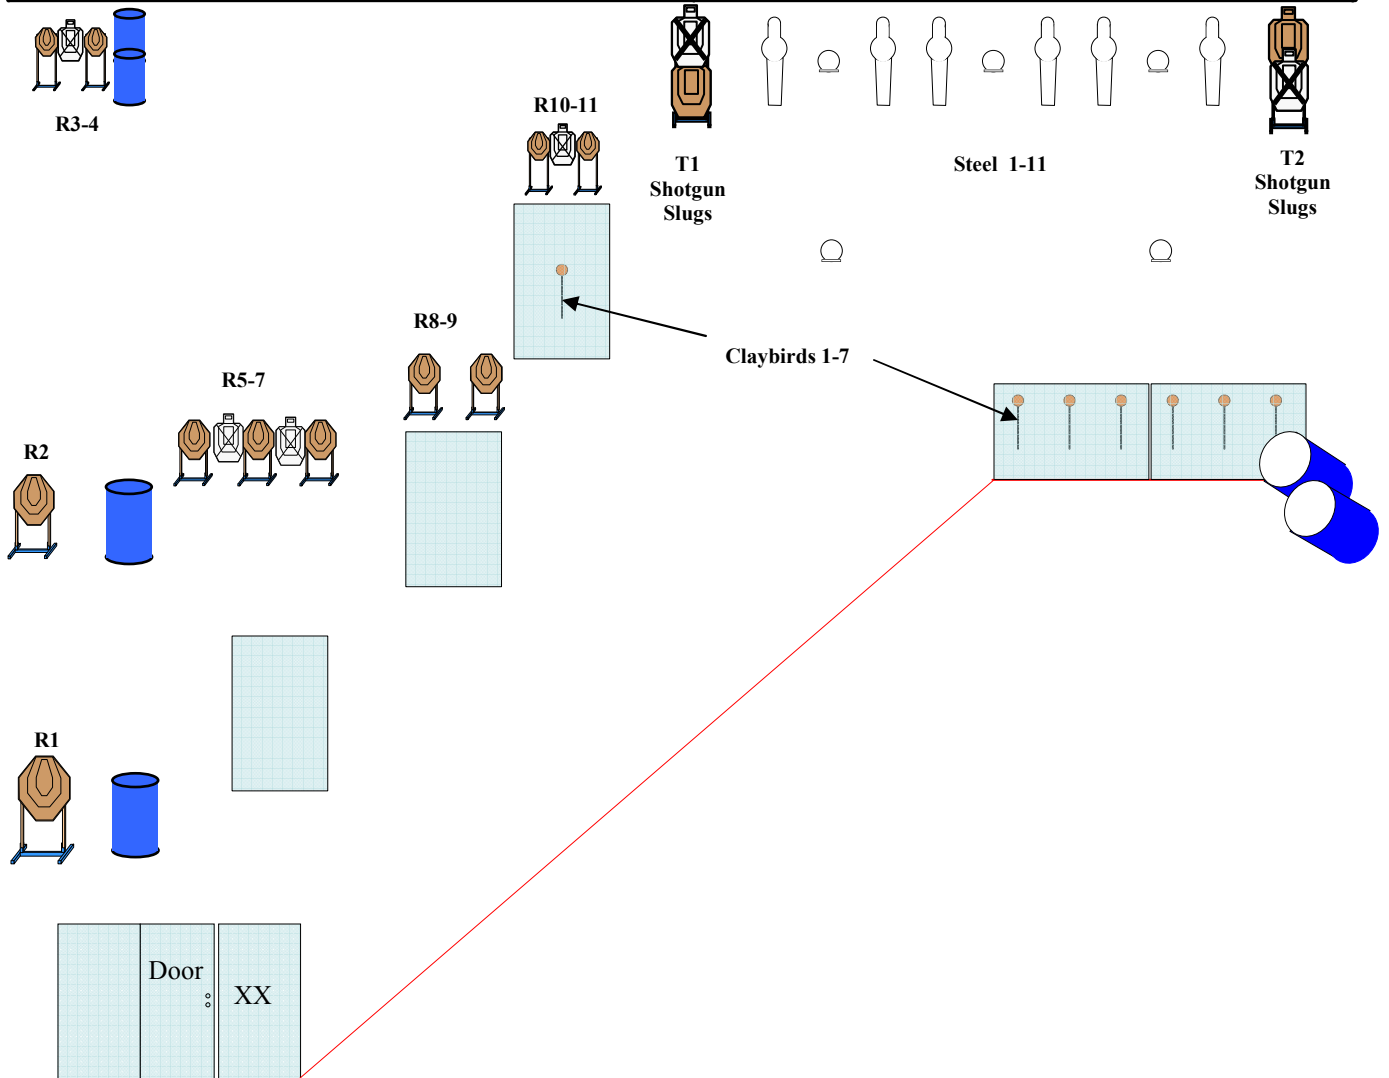 R3-4
R10-11
T1
Shotgun
Slugs
Steel 1-11
T2
Shotgun
Slugs
R8-9
Claybirds 1-7
R5-7
R2
R1
Door
XX